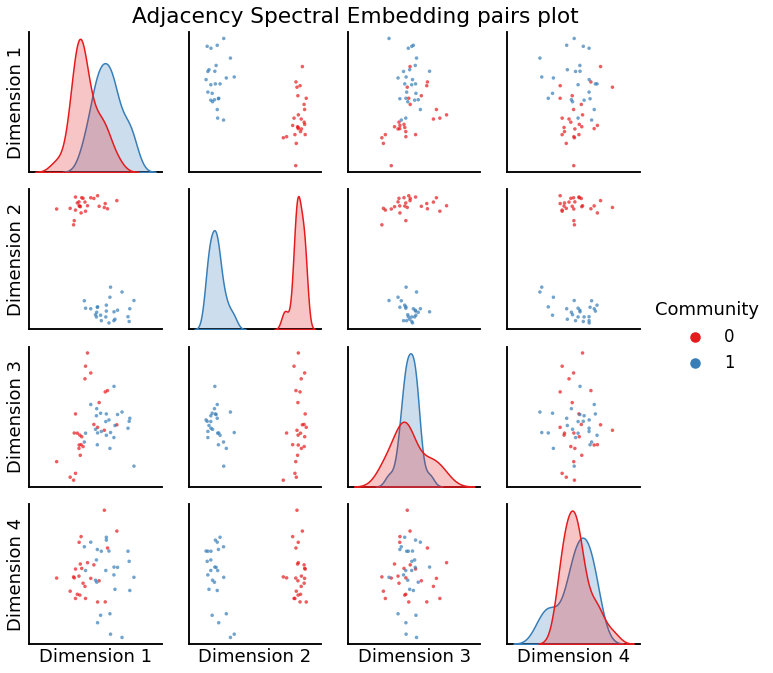 Adjacency Spectral Embedding pairs plot
Dimension 1
Dimension 2
Dimension 3
Dimension 4
Community
0
1
Dimension 1
Dimension 2
Dimension 3
Dimension 4